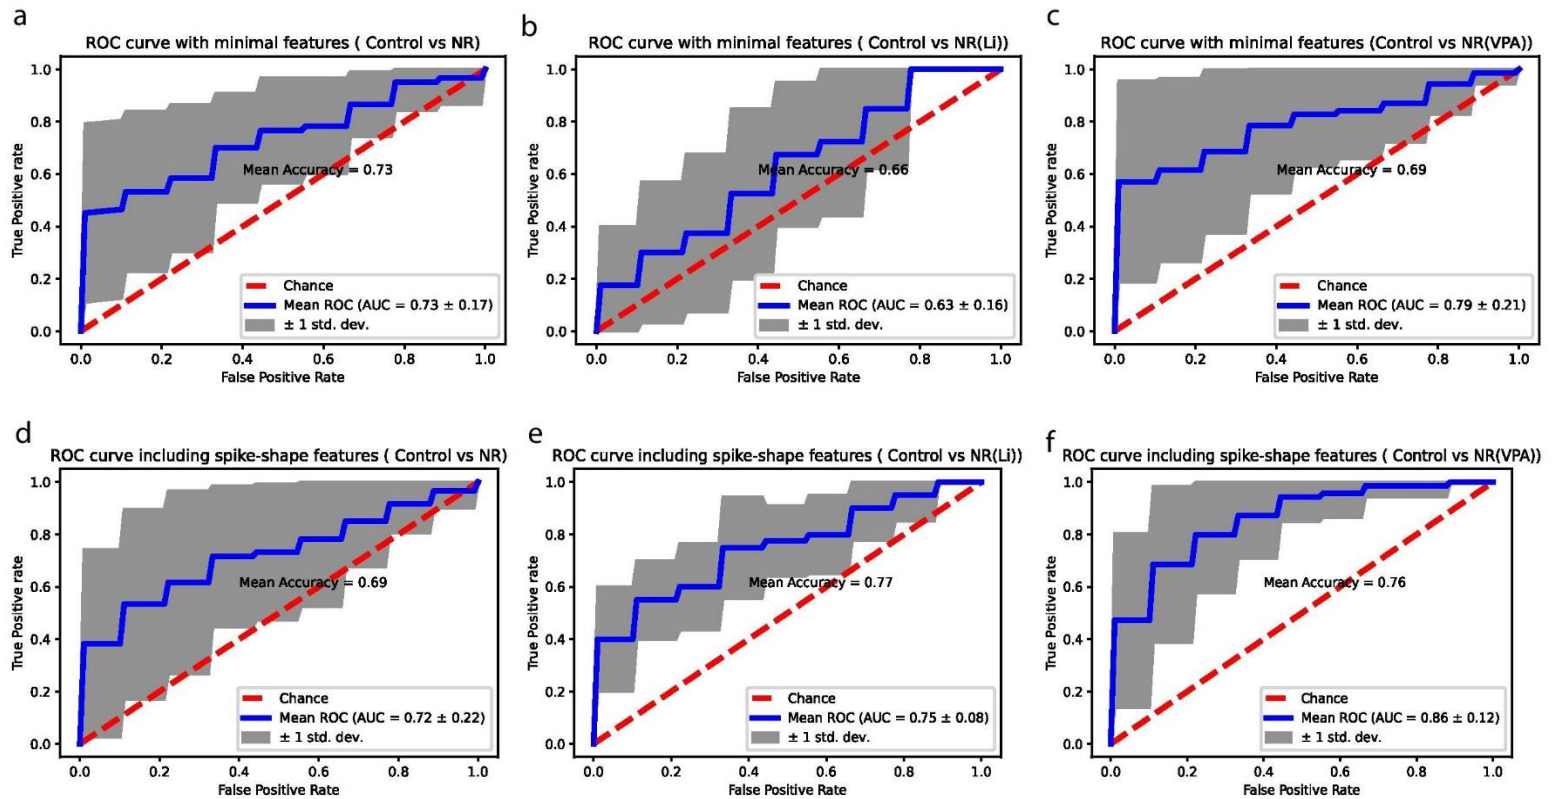 a
ROC curve with minimal features ( Control vs NR)
True Positive rate
1.0
0.8
0.6
0.4
0.2
0.0
Mean Accuracy = 0.73
Chance
Mean ROC (AUC = 0.73 ± 0.17)
± 1 std. dev.
0.0 0.2 0.4 0.6 0.8 1.0
False Positive Rate
b
ROC curve with minimal features ( Control vs NR(Li))
True Positive rate
1.0
0.8
0.6
0.4
0.2
0.0
Mean Accuracy = 0.66
Chance
Mean ROC (AUC = 0.63 ± 0.16)
± 1 std. dev.
0.0 0.2 0.4 0.6 0.8 1.0
False Positive Rate
c
ROC curve with minimal features (Control vs NR(VPA))
True Positive rate
1.0
0.8
0.6
0.4
0.2
0.0
Mean Accuracy = 0.69
Chance
Mean ROC (AUC = 0.79 ± 0.21)
± 1 std. dev.
0.0 0.2 0.4 0.6 0.8 1.0
False Positive Rate
d
ROC curve including spike-shape features ( Control vs NR)
True Positive rate
1.0
0.8
0.6
0.4
0.2
0.0
Mean Accuracy = 0.69
Chance
Mean ROC (AUC = 0.72 ± 0.22)
± 1 std. dev.
0.0 0.2 0.4 0.6 0.8 1.0
False Positive Rate
e
ROC curve including spike-shape features ( Control vs NR(Li))
True Positive rate
1.0
0.8
0.6
0.4
0.2
0.0
Mean Accuracy = 0.77
Chance
Mean ROC (AUC = 0.75 ± 0.08)
± 1 std. dev.
0.0 0.2 0.4 0.6 0.8 1.0
False Positive Rate
f
ROC curve including spike-shape features ( Control vs NR(VPA))
True Positive rate
1.0
0.8
0.6
0.4
0.2
0.0
Mean Accuracy = 0.76
Chance
Mean ROC (AUC = 0.86 ± 0.12)
± 1 std. dev.
0.0 0.2 0.4 0.6 0.8 1.0
False Positive Rate